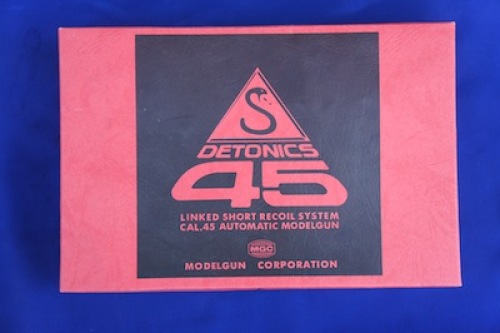 DETONICS
45
LINKED SHORT RECOIL SYSTEM
CAL.45 AUTOMATIC MODELGUN
MGC
MODELGUN CORPORATION